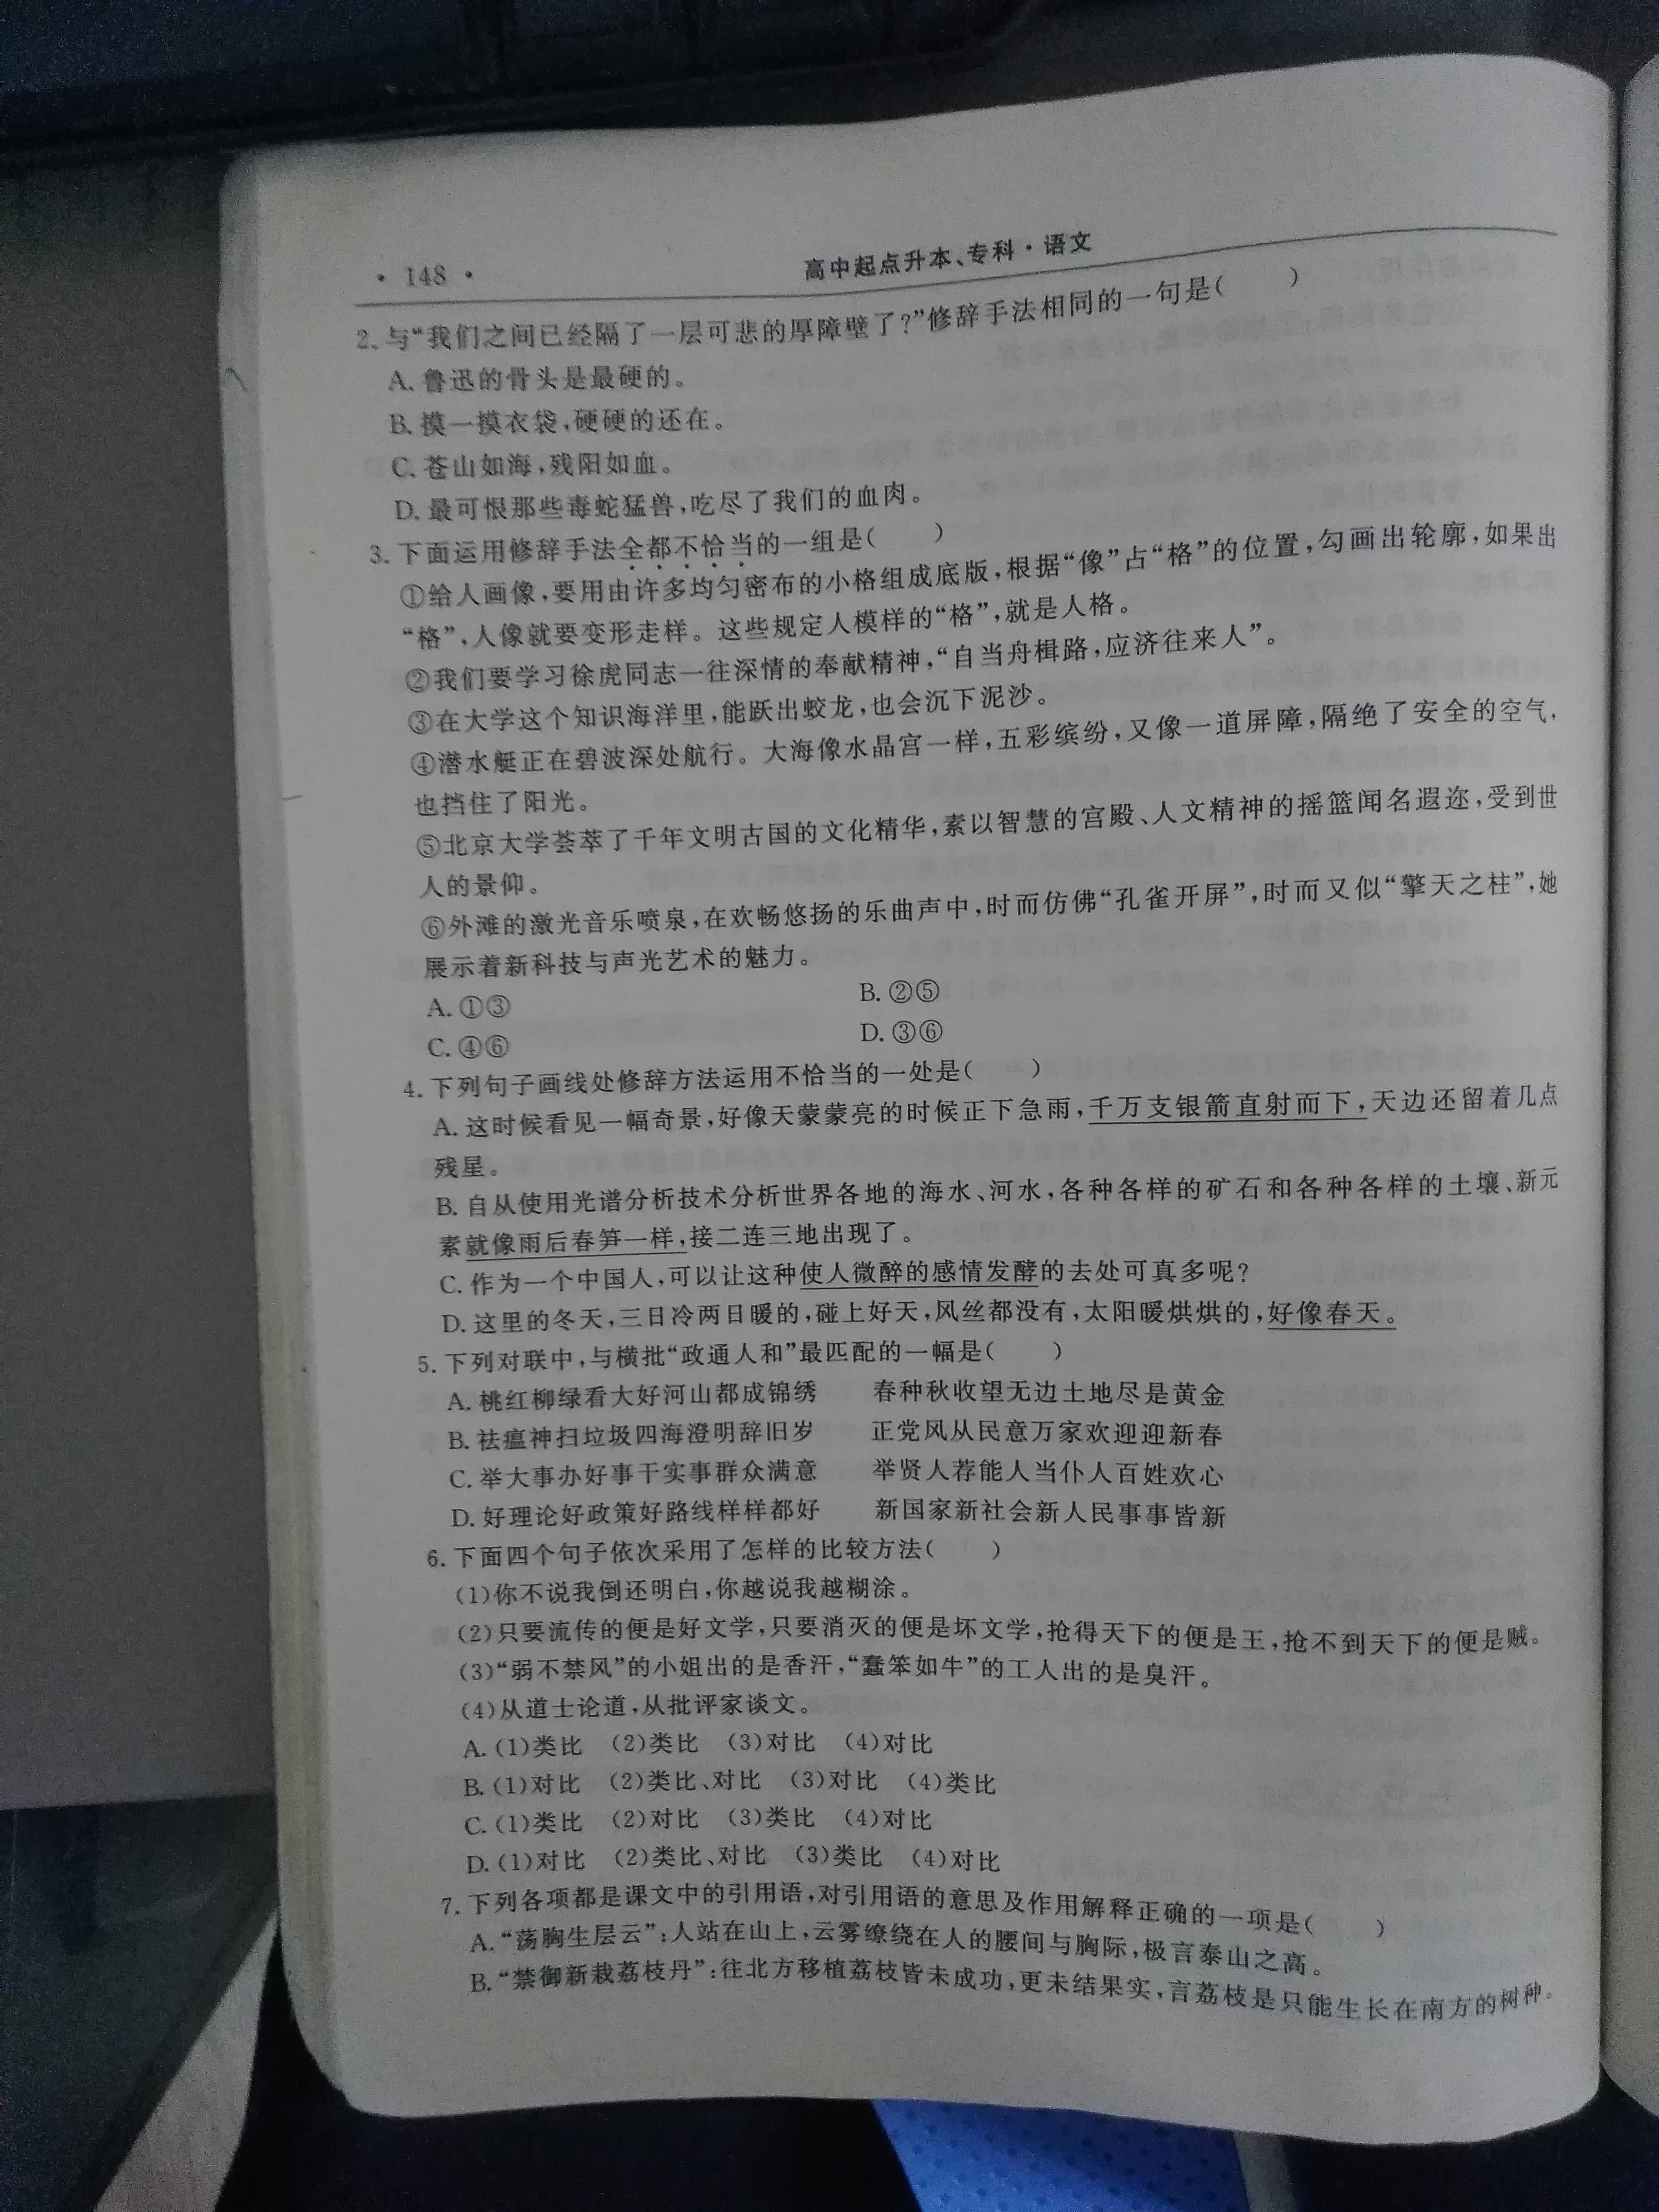 · 148 ·
高中起点升本、专科·语文
2、与“我们之间已经隔了一层可悲的厚障壁了?”修辞手法相同的一句是(　　)
A. 鲁迅的骨头是最硬的。
B. 摸一摸衣袋,硬硬的还在。
C. 苍山如海,残阳如血。
D. 最可恨那些毒蛇猛兽,吃尽了我们的血肉。
3. 下面运用修辞手法全都不恰当的一组是(　　)
①给人画像,要用由许多均匀密布的小格组成底版,根据“像”占“格”的位置,勾画出轮廓,如果出
“格”,人像就要变形走样。这些规定人模样的“格”,就是人格。
②我们要学习徐虎同志一往深情的奉献精神,“自当舟楫路,应济往来人”。
③在大学这个知识海洋里,能跃出蛟龙,也会沉下泥沙。
④潜水艇正在碧波深处航行。大海像水晶宫一样,五彩缤纷,又像一道屏障,隔绝了安全的空气,
也挡住了阳光。
⑤北京大学荟萃了千年文明古国的文化精华,素以智慧的宫殿、人文精神的摇篮闻名遐迩,受到世
人的景仰。
⑥外滩的激光音乐喷泉,在欢畅悠扬的乐曲声中,时而仿佛“孔雀开屏”,时而又似“擎天之柱”,她
展示着新科技与声光艺术的魅力。
A. ①③　　B. ②⑤
C. ④⑥　　D. ③⑥
4. 下列句子画线处修辞方法运用不恰当的一处是(　　)
A. 这时候看见一幅奇景,好像天蒙蒙亮的时候正下急雨,千万支银箭直射而下,天边还留着几点
残星。
B. 自从使用光谱分析技术分析世界各地的海水、河水,各种各样的矿石和各种各样的土壤、新元
素就像雨后春笋一样,接二连三地出现了。
C. 作为一个中国人,可以让这种使人微醉的感情发酵的去处可真多呢?
D. 这里的冬天,三日冷两日暖的,碰上好天,风丝都没有,太阳暖烘烘的,好像春天。
5. 下列对联中,与横批“政通人和”最匹配的一幅是(　　)
A. 桃红柳绿看大好河山都成锦绣　　春种秋收望无边土地尽是黄金
B. 祛瘟神扫垃圾四海澄明辞旧岁　　正党风从民意万家欢迎迎新春
C. 举大事办好事干实事群众满意　　举贤人荐能人当仆人百姓欢心
D. 好理论好政策好路线样样都好　　新国家新社会新人民事事皆新
6. 下面四个句子依次采用了怎样的比较方法(　　)
(1)你不说我倒还明白,你越说我越糊涂。
(2)只要流传的便是好文学,只要消灭的便是坏文学,抢得天下的便是王,抢不到天下的便是贼。
(3)“弱不禁风”的小姐出的是香汗,“蠢笨如牛”的工人出的是臭汗。
(4)从道士论道,从批评家谈文。
A. (1)类比　(2)类比　(3)对比　(4)对比
B. (1)对比　(2)类比、对比　(3)对比　(4)类比
C. (1)类比　(2)对比　(3)类比　(4)对比
D. (1)对比　(2)类比、对比　(3)类比　(4)对比
7. 下列各项都是课文中的引用语,对引用语的意思及作用解释正确的一项是(　　)
A. “荡胸生层云”:人站在山上,云雾缭绕在人的腰间与胸际,极言泰山之高。
B. “禁御新栽荔枝丹”:往北方移植荔枝皆未成功,更未结果实,言荔枝是只能生长在南方的树种。